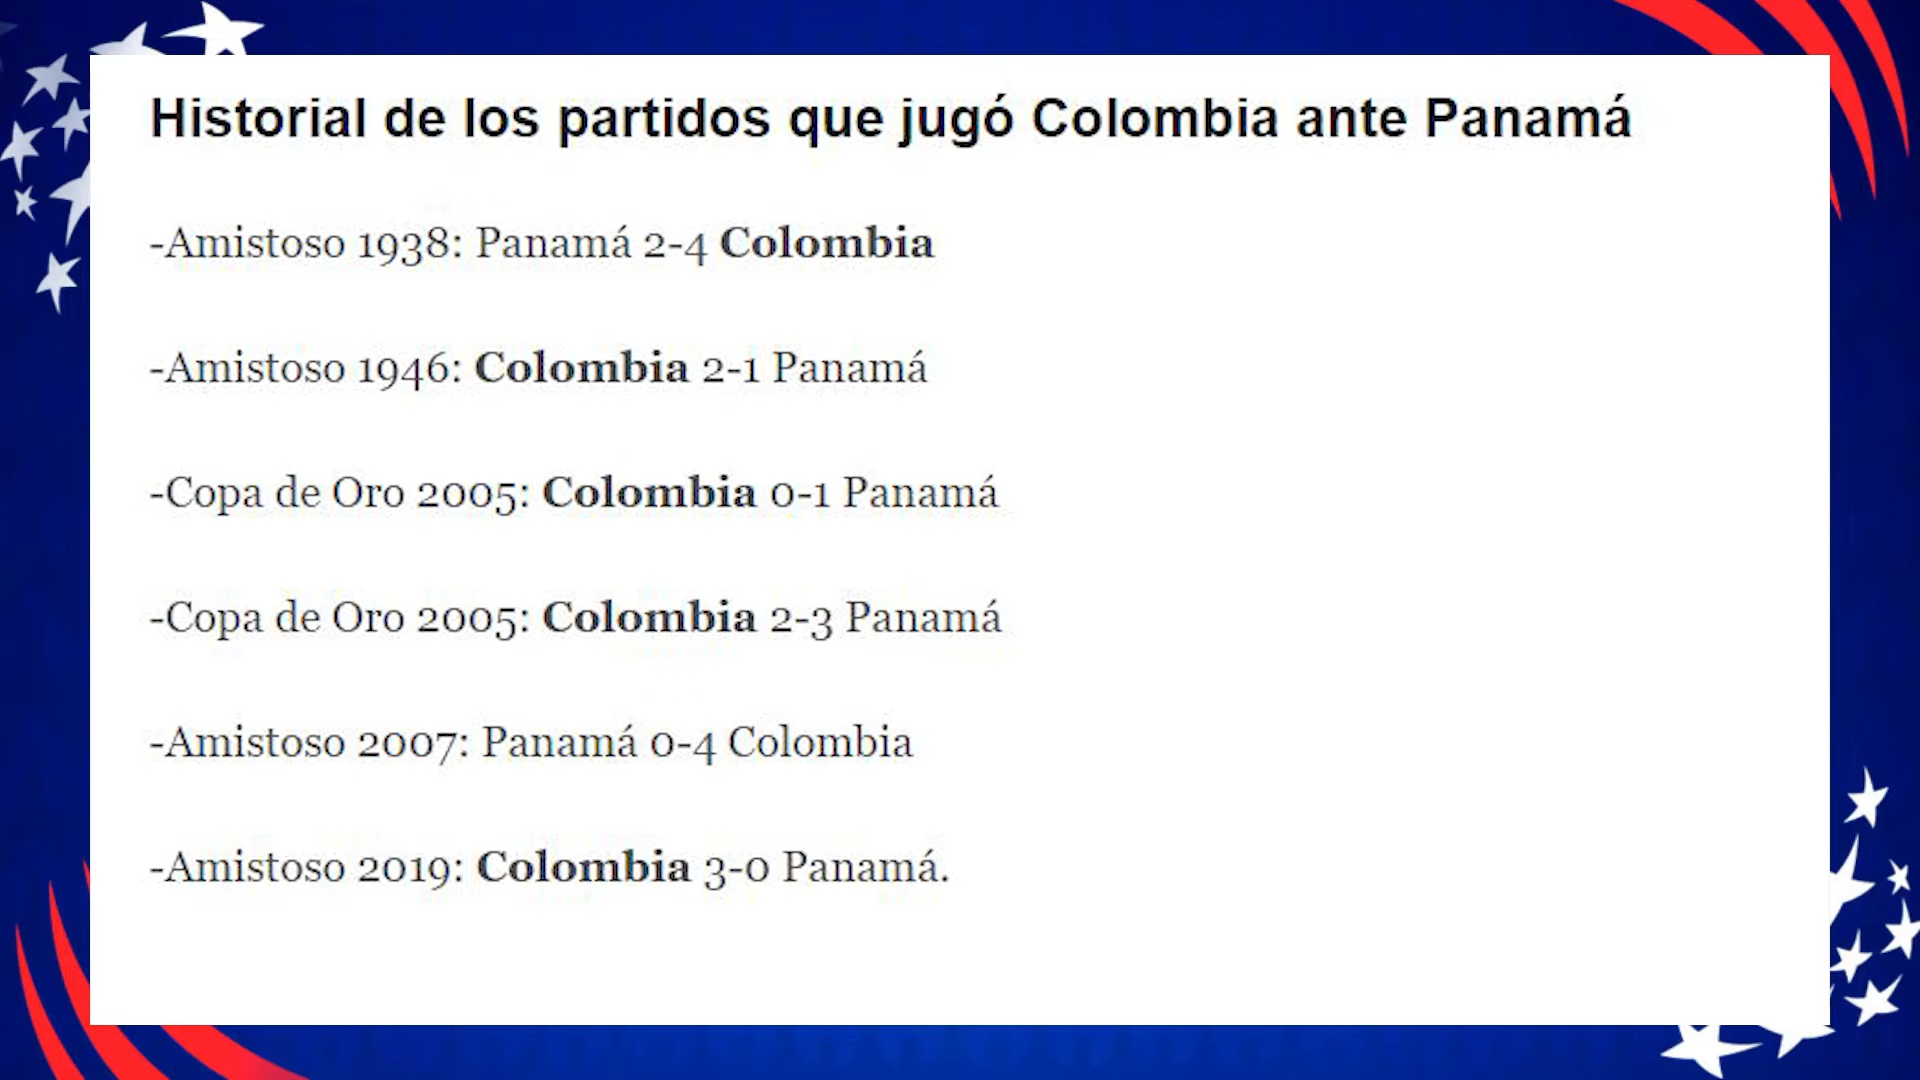 Historial de los partidos que jugó Colombia ante Panamá
-Amistoso 1938: Panamá 2-4 Colombia
-Amistoso 1946: Colombia 2-1 Panamá
-Copa de Oro 2005: Colombia 0-1 Panamá
-Copa de Oro 2005: Colombia 2-3 Panamá
-Amistoso 2007: Panamá 0-4 Colombia
-Amistoso 2019: Colombia 3-0 Panamá.